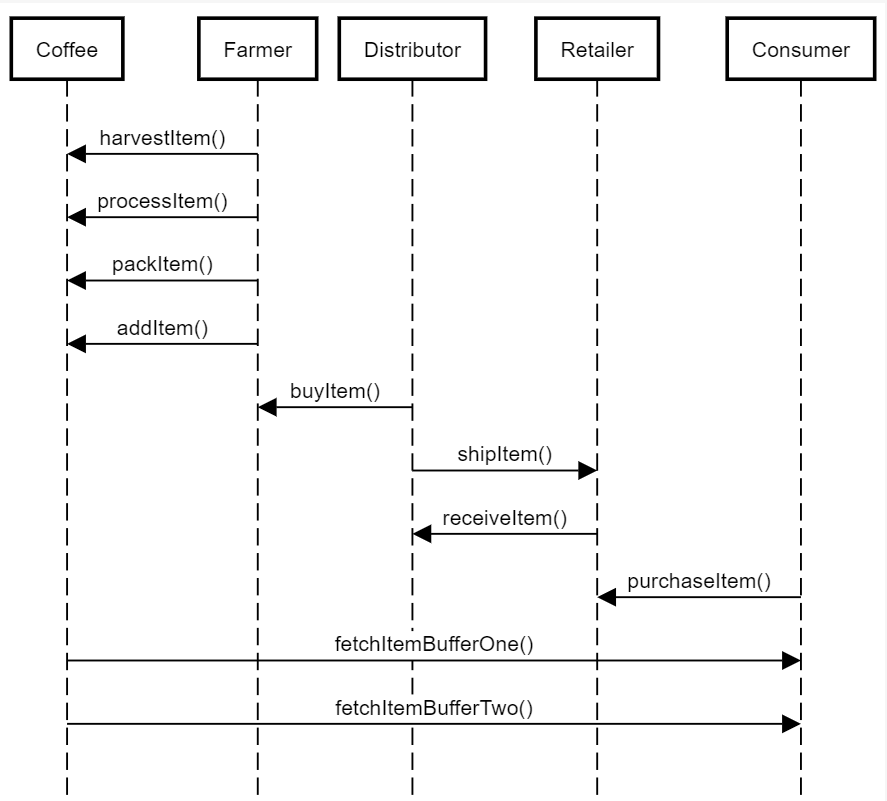 Coffee
Farmer
Distributor
Retailer
Consumer
harvestItem()
processItem()
packItem()
addItem()
buyItem()
shipItem()
receiveItem()
purchaseItem()
fetchItemBufferOne()
fetchItemBufferTwo()